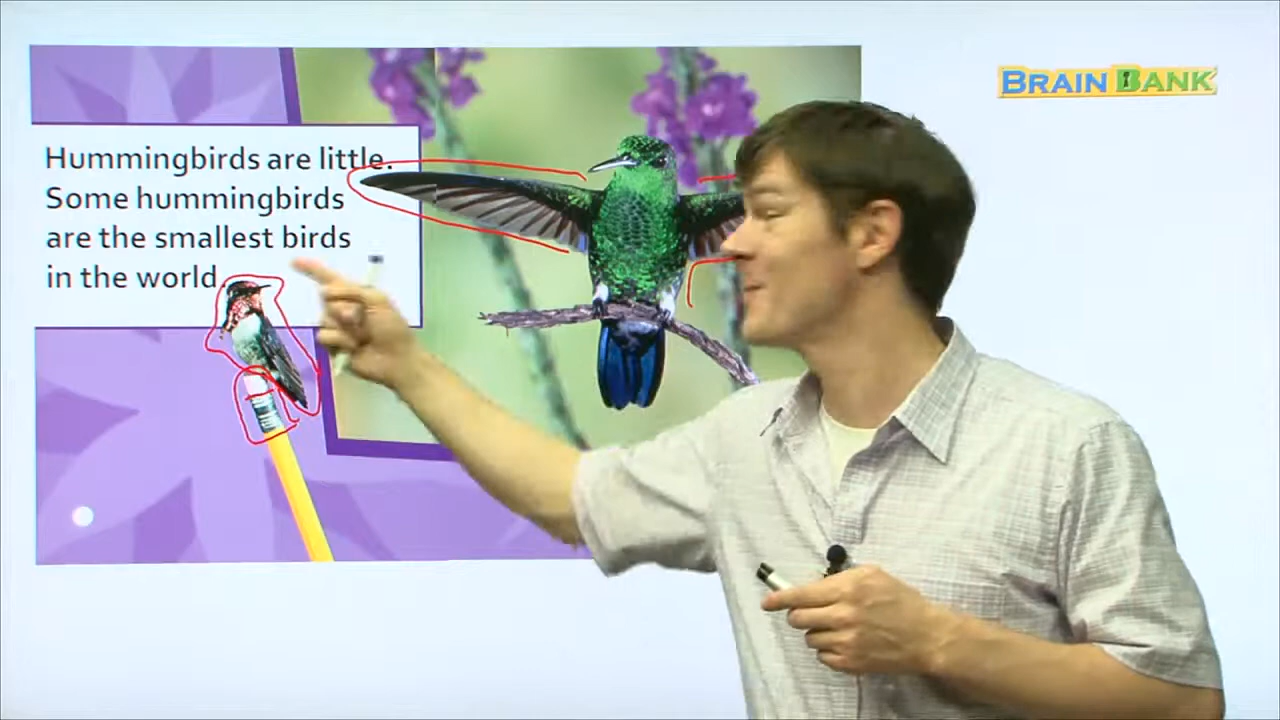 BRAIN BANK
Hummingbirds are little.
Some hummingbirds
are the smallest birds
in the world.